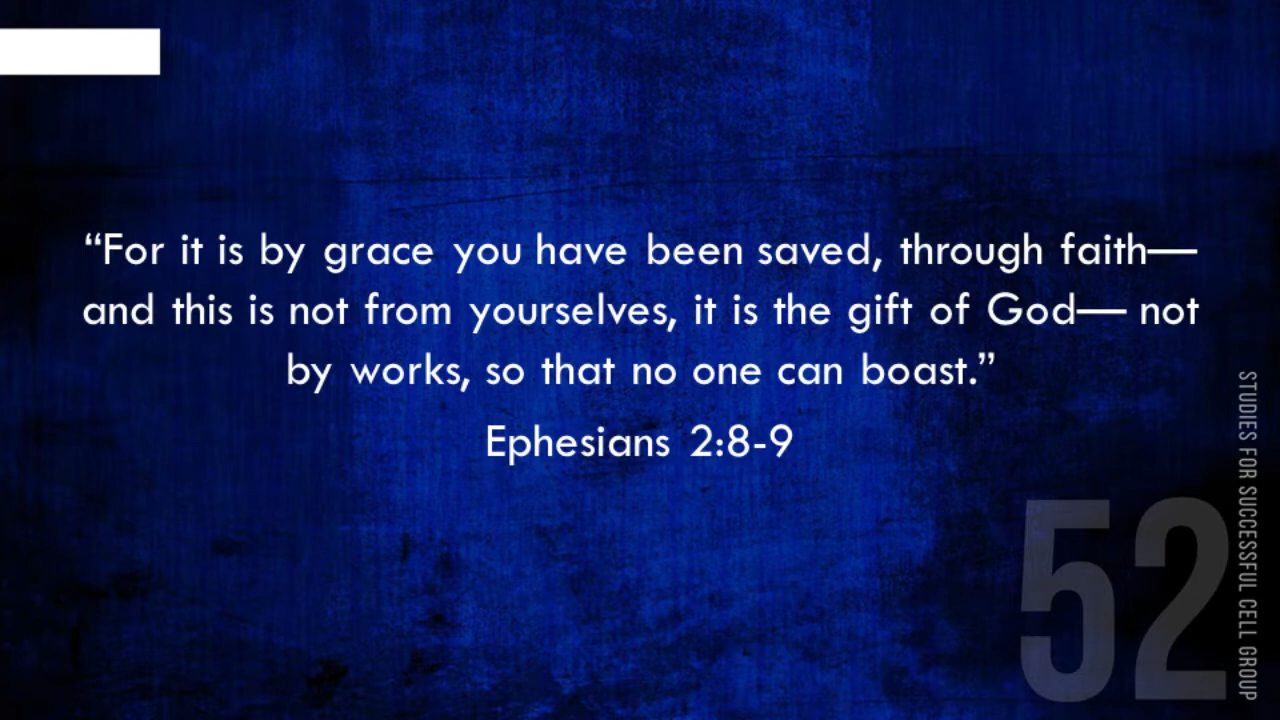 “For it is by grace you have been saved, through faith—
and this is not from yourselves, it is the gift of God— not
by works, so that no one can boast.”
Ephesians 2:8-9
52
STUDIES FOR SUCCESSFUL CELL GROUP